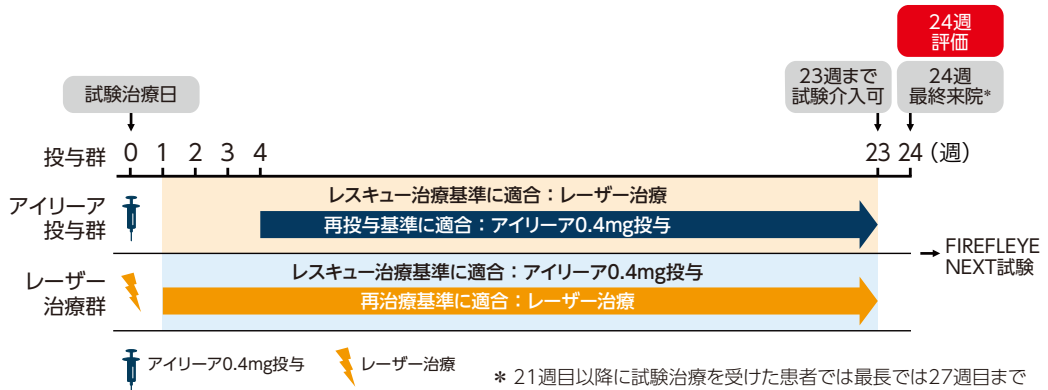 24週
評価
試験治療日
23週まで
試験介入可
24週
最終来院*
投与群 0 1 2 3 4 23 24 (週)
アイリーア
投与群
レスキュー治療基準に適合：レーザー治療
再投与基準に適合：アイリーア0.4mg投与
レーザー
治療群
レスキュー治療基準に適合：アイリーア0.4mg投与
再治療基準に適合：レーザー治療
FIREFLEYE
NEXT試験
アイリーア0.4mg投与 レーザー治療
* 21週目以降に試験治療を受けた患者では最長では27週目まで